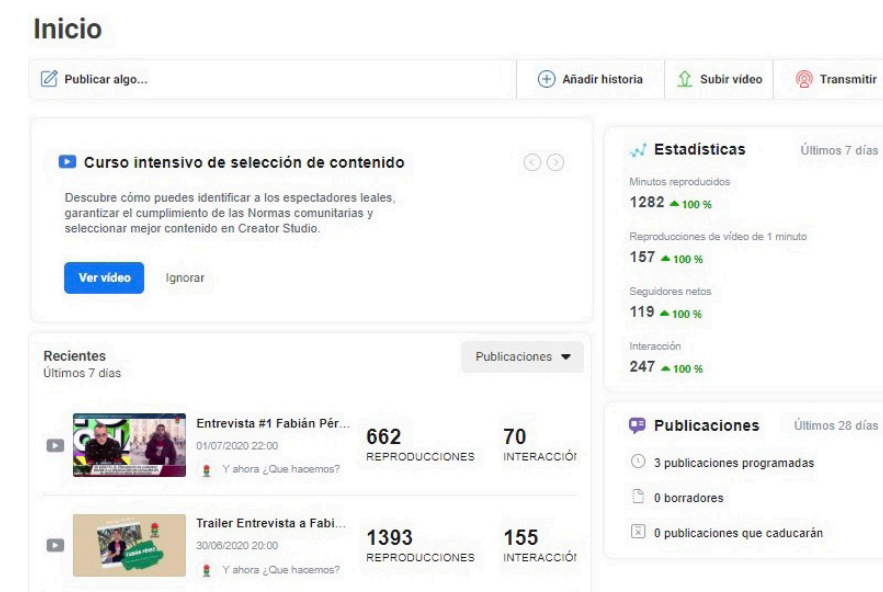 Inicio
Publicar algo...
Añadir historia
Subir vídeo
Transmitir
Curso intensivo de selección de contenido
Descubre cómo puedes identificar a los espectadores leales,
garantizar el cumplimiento de las Normas comunitarias y
seleccionar mejor contenido en Creator Studio.
Ver vídeo
Ignorar
Recientes
Últimos 7 días
Publicaciones
Entrevista #1 Fabián Pér...
01/07/2020 22:00
Y ahora ¿Que hacemos?
662
REPRODUCCIONES
70
INTERACCIÓN
Trailer Entrevista a Fabi...
30/06/2020 20:00
Y ahora ¿Que hacemos?
1393
REPRODUCCIONES
155
INTERACCIÓN
FABIÁN PÉREZ
Estadísticas
Últimos 7 días
Minutos reproducidos
1282 100 %
Reproducciones de vídeo de 1 minuto
157 100 %
Seguidores netos
119 100 %
Interacción
247 100 %
Publicaciones
Últimos 28 días
3 publicaciones programadas
0 borradores
0 publicaciones que caducarán